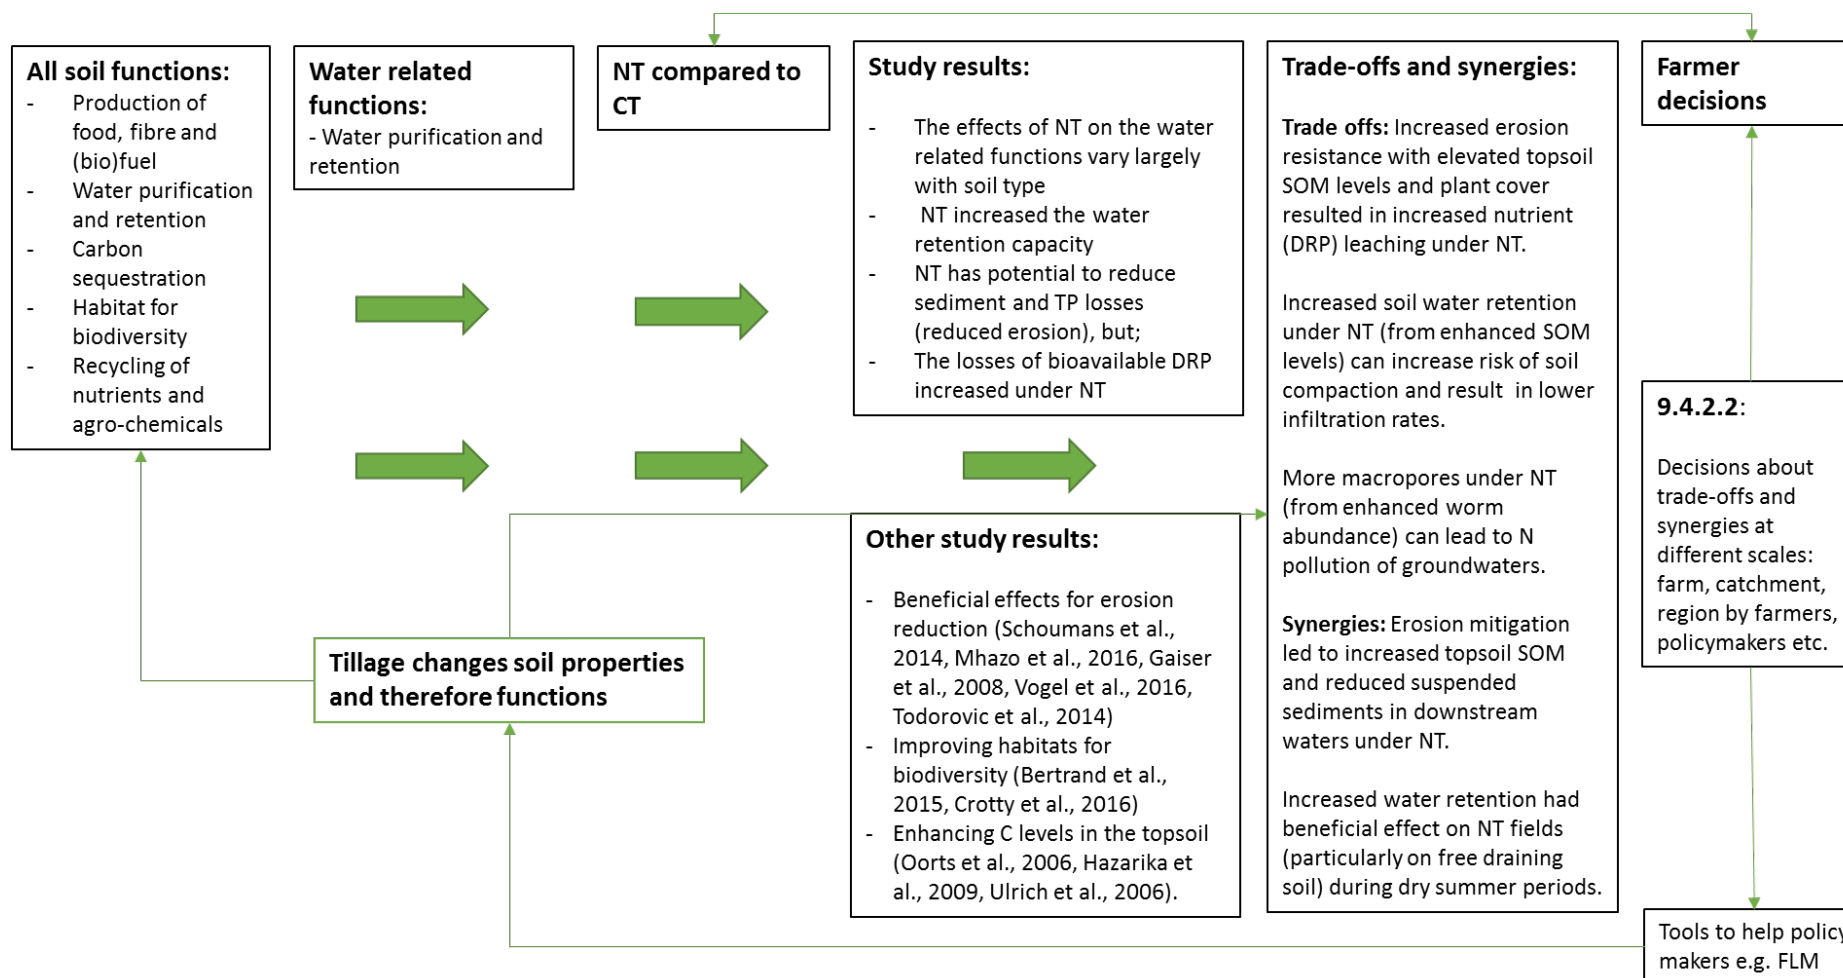 All soil functions:
- Production of
food, fibre and
(bio)fuel
- Water purification
and retention
- Carbon
sequestration
- Habitat for
biodiversity
- Recycling of
nutrients and
agro-chemicals
Water related
functions:
- Water purification and
retention
NT compared to
CT
Study results:
- The effects of NT on the water
related functions vary largely
with soil type
- NT increased the water
retention capacity
- NT has potential to reduce
sediment and TP losses
(reduced erosion), but;
- The losses of bioavailable DRP
increased under NT
Other study results:
- Beneficial effects for erosion
reduction (Schoumans et al.,
2014, Mhazo et al., 2016, Gaiser
et al., 2008, Vogel et al., 2016,
Todorovic et al., 2014)
- Improving habitats for
biodiversity (Bertrand et al.,
2015, Crotty et al., 2016)
- Enhancing C levels in the topsoil
(Oorts et al., 2006, Hazarika et
al., 2009, Ulrich et al., 2006).
Tillage changes soil properties
and therefore functions
Trade-offs and synergies:
Trade offs: Increased erosion
resistance with elevated topsoil
SOM levels and plant cover
resulted in increased nutrient
(DRP) leaching under NT.
Increased soil water retention
under NT (from enhanced SOM
levels) can increase risk of soil
compaction and result in lower
infiltration rates.
More macropores under NT
(from enhanced worm
abundance) can lead to N
pollution of groundwaters.
Synergies: Erosion mitigation
led to increased topsoil SOM
and reduced suspended
sediments in downstream
waters under NT.
Increased water retention had
beneficial effect on NT fields
(particularly on free draining
soil) during dry summer periods.
Farmer
decisions
9.4.2.2:
Decisions about
trade-offs and
synergies at
different scales:
farm, catchment,
region by farmers,
policymakers etc.
Tools to help policy
makers e.g. FLM